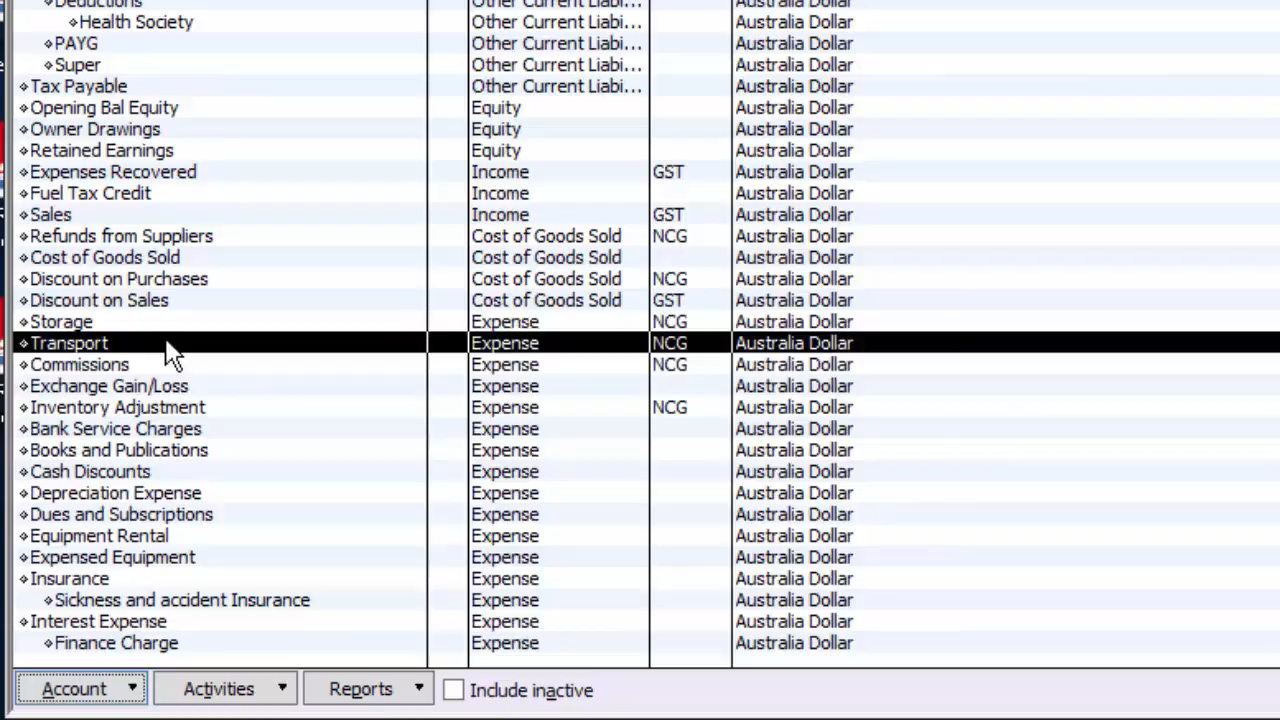 Deductions Other Current Liabi... Australia Dollar
Health Society Other Current Liabi... Australia Dollar
PAYG Other Current Liabi... Australia Dollar
Super Other Current Liabi... Australia Dollar
Tax Payable Other Current Liabi... Australia Dollar
Opening Bal Equity Equity Australia Dollar
Owner Drawings Equity Australia Dollar
Retained Earnings Equity Australia Dollar
Expenses Recovered Income GST Australia Dollar
Fuel Tax Credit Income Australia Dollar
Sales Income GST Australia Dollar
Refunds from Suppliers Cost of Goods Sold NCG Australia Dollar
Cost of Goods Sold Cost of Goods Sold Australia Dollar
Discount on Purchases Cost of Goods Sold NCG Australia Dollar
Discount on Sales Cost of Goods Sold GST Australia Dollar
Storage Expense NCG Australia Dollar
Transport Expense NCG Australia Dollar
Commissions Expense NCG Australia Dollar
Exchange Gain/Loss Expense Australia Dollar
Inventory Adjustment Expense NCG Australia Dollar
Bank Service Charges Expense Australia Dollar
Books and Publications Expense Australia Dollar
Cash Discounts Expense Australia Dollar
Depreciation Expense Expense Australia Dollar
Dues and Subscriptions Expense Australia Dollar
Equipment Rental Expense Australia Dollar
Expensed Equipment Expense Australia Dollar
Insurance Expense Australia Dollar
Sickness and accident Insurance Expense Australia Dollar
Interest Expense Expense Australia Dollar
Finance Charge Expense Australia Dollar
Account Activities Reports Include inactive